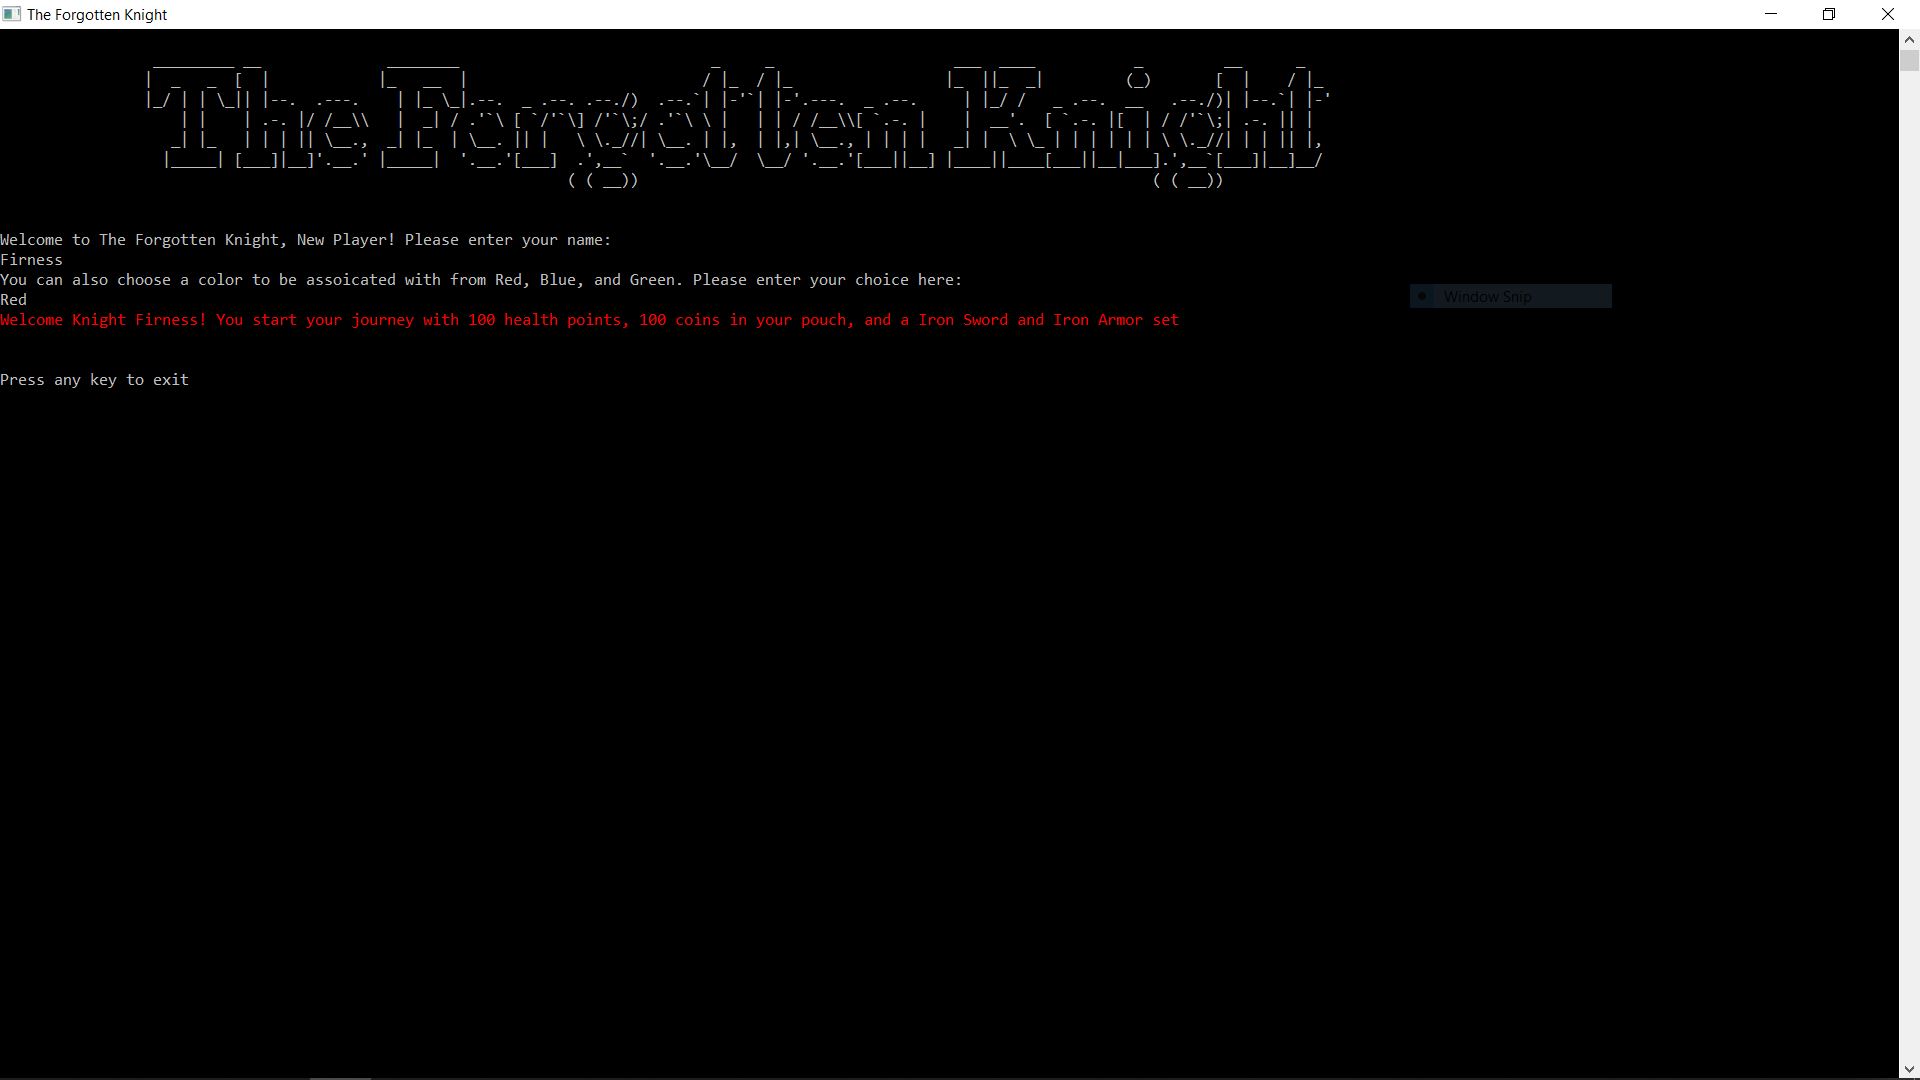 The Forgotten Knight
The Forgotten Knight
Welcome to The Forgotten Knight, New Player! Please enter your name:
Firness
You can also choose a color to be assoicated with from Red, Blue, and Green. Please enter your choice here:
Red
Window Snip
Welcome Knight Firness! You start your journey with 100 health points, 100 coins in your pouch, and a Iron Sword and Iron Armor set
Press any key to exit